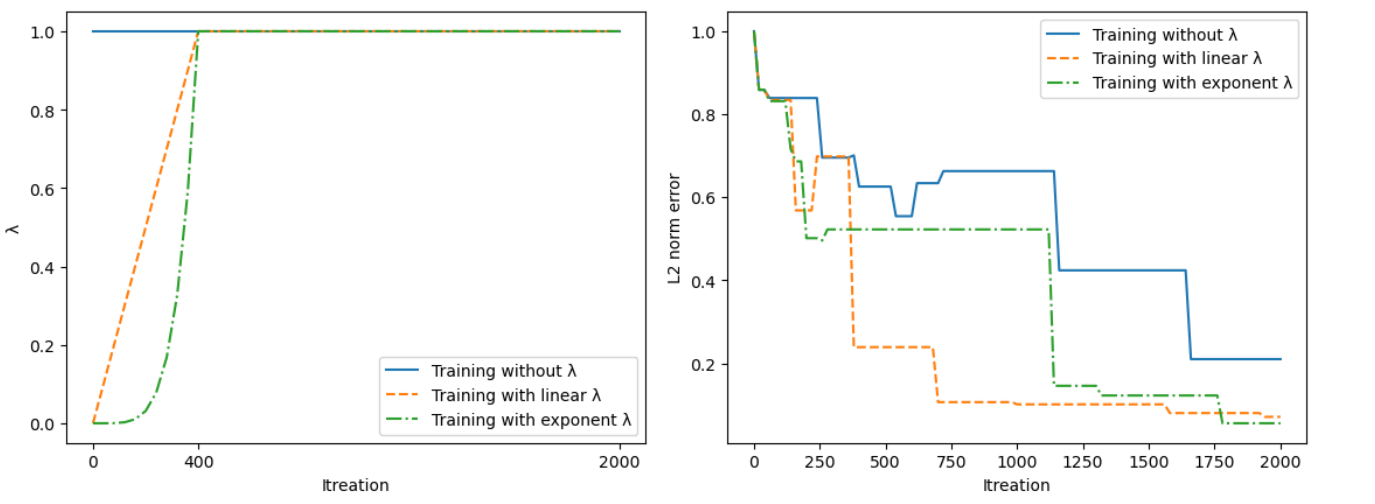 1.0
0.8
0.6
0.4
0.2
0.0
λ
0
400
2000
Itreation
Training without λ
Training with linear λ
Training with exponent λ
1.0
0.8
0.6
0.4
0.2
L2 norm error
0 250 500 750 1000 1250 1500 1750 2000
Itreation
Training without λ
Training with linear λ
Training with exponent λ